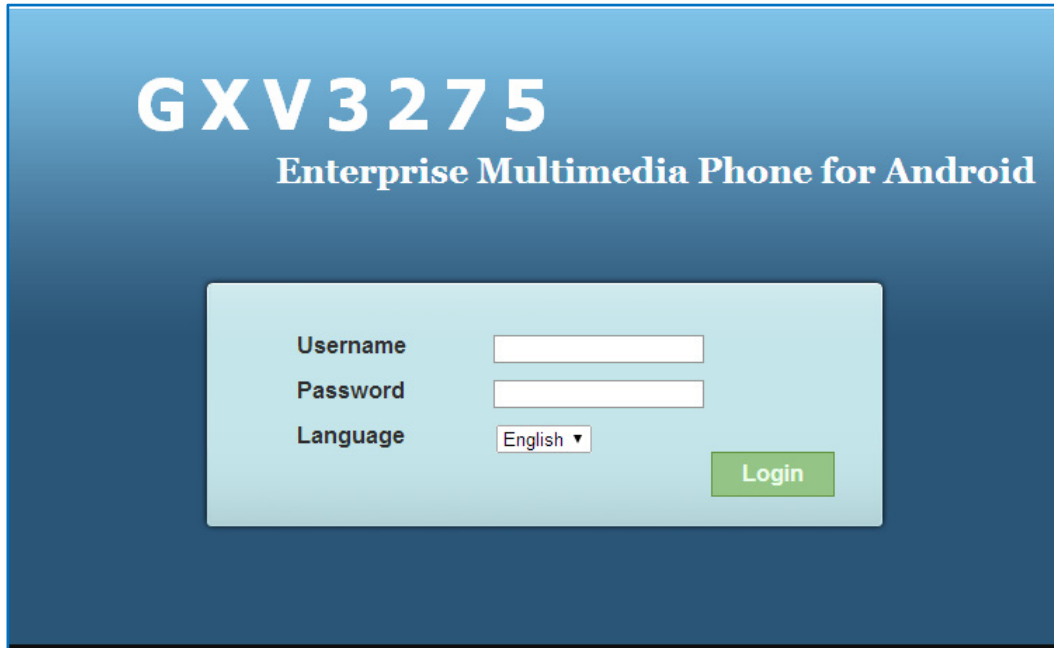 GXV3275
Enterprise Multimedia Phone for Android
Username
Password
Language English
Login